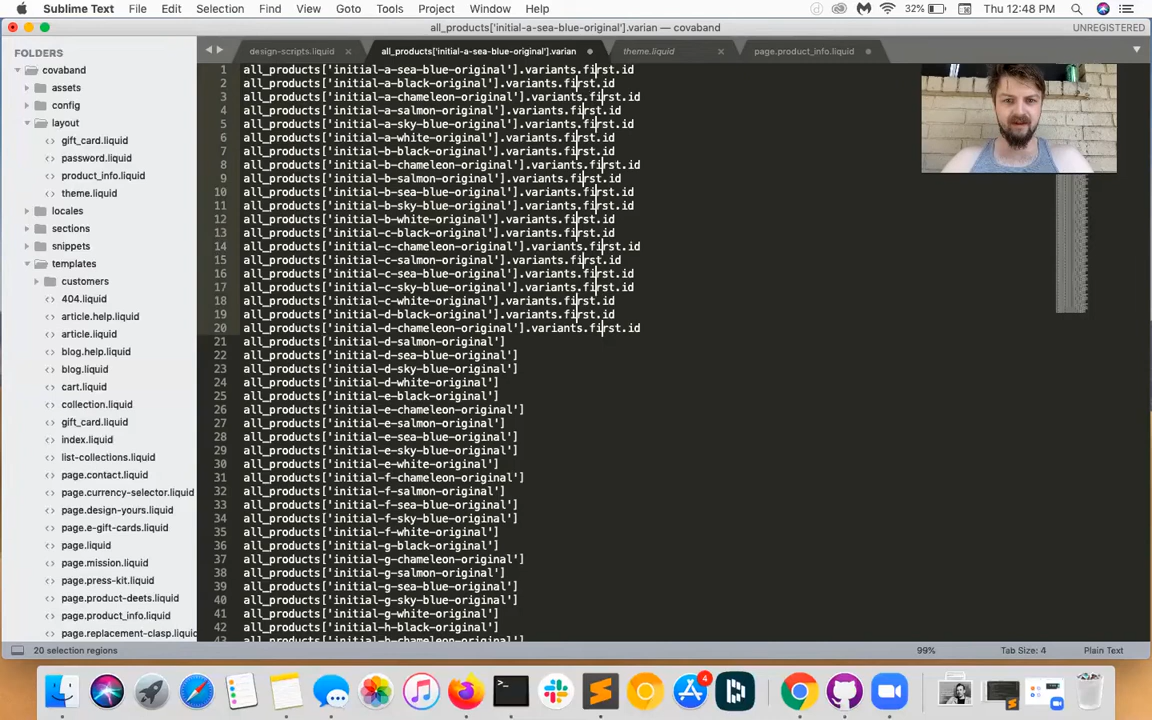 Sublime Text File Edit Selection Find View Goto Tools Project Window Help 32% Thu 12:48 PM
all_products['initial-a-sea-blue-original'].varian — covaband UNREGISTERED
FOLDERS
covaband
assets
config
layout
gift_card.liquid
password.liquid
product_info.liquid
theme.liquid
locales
sections
snippets
templates
customers
404.liquid
article.help.liquid
article.liquid
blog.help.liquid
blog.liquid
cart.liquid
collection.liquid
gift_card.liquid
index.liquid
list-collections.liquid
page.contact.liquid
page.currency-selector.liquid
page.design-yours.liquid
page.e-gift-cards.liquid
page.liquid
page.mission.liquid
page.press-kit.liquid
page.product-deets.liquid
page.product_info.liquid
page.replacement-clasp.liquid
design-scripts.liquid all_products['initial-a-sea-blue-original'].varian theme.liquid page.product_info.liquid
1 all_products['initial-a-sea-blue-original'].variants.first.id
2 all_products['initial-a-black-original'].variants.first.id
3 all_products['initial-a-chameleon-original'].variants.first.id
4 all_products['initial-a-salmon-original'].variants.first.id
5 all_products['initial-a-sky-blue-original'].variants.first.id
6 all_products['initial-a-white-original'].variants.first.id
7 all_products['initial-b-black-original'].variants.first.id
8 all_products['initial-b-chameleon-original'].variants.first.id
9 all_products['initial-b-salmon-original'].variants.first.id
10 all_products['initial-b-sea-blue-original'].variants.first.id
11 all_products['initial-b-sky-blue-original'].variants.first.id
12 all_products['initial-b-white-original'].variants.first.id
13 all_products['initial-c-black-original'].variants.first.id
14 all_products['initial-c-chameleon-original'].variants.first.id
15 all_products['initial-c-salmon-original'].variants.first.id
16 all_products['initial-c-sea-blue-original'].variants.first.id
17 all_products['initial-c-sky-blue-original'].variants.first.id
18 all_products['initial-c-white-original'].variants.first.id
19 all_products['initial-d-black-original'].variants.first.id
20 all_products['initial-d-chameleon-original'].variants.first.id
21 all_products['initial-d-salmon-original']
22 all_products['initial-d-sea-blue-original']
23 all_products['initial-d-sky-blue-original']
24 all_products['initial-d-white-original']
25 all_products['initial-e-black-original']
26 all_products['initial-e-chameleon-original']
27 all_products['initial-e-salmon-original']
28 all_products['initial-e-sea-blue-original']
29 all_products['initial-e-sky-blue-original']
30 all_products['initial-e-white-original']
31 all_products['initial-f-chameleon-original']
32 all_products['initial-f-salmon-original']
33 all_products['initial-f-sea-blue-original']
34 all_products['initial-f-sky-blue-original']
35 all_products['initial-f-white-original']
36 all_products['initial-g-black-original']
37 all_products['initial-g-chameleon-original']
38 all_products['initial-g-salmon-original']
39 all_products['initial-g-sea-blue-original']
40 all_products['initial-g-sky-blue-original']
41 all_products['initial-g-white-original']
42 all_products['initial-h-black-original']
43 all_products['initial-h-chameleon-original']
20 selection regions 99% Tab Size: 4 Plain Text
4